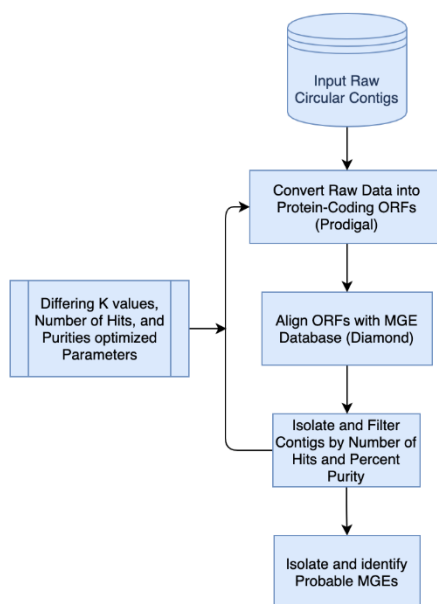 Input Raw
Circular Contigs
Convert Raw Data into
Protein-Coding ORFs
(Prodigal)
Differing K values,
Number of Hits, and
Purities optimized
Parameters
Align ORFs with MGE
Database (Diamond)
Isolate and Filter
Contigs by Number of
Hits and Percent
Purity
Isolate and identify
Probable MGEs